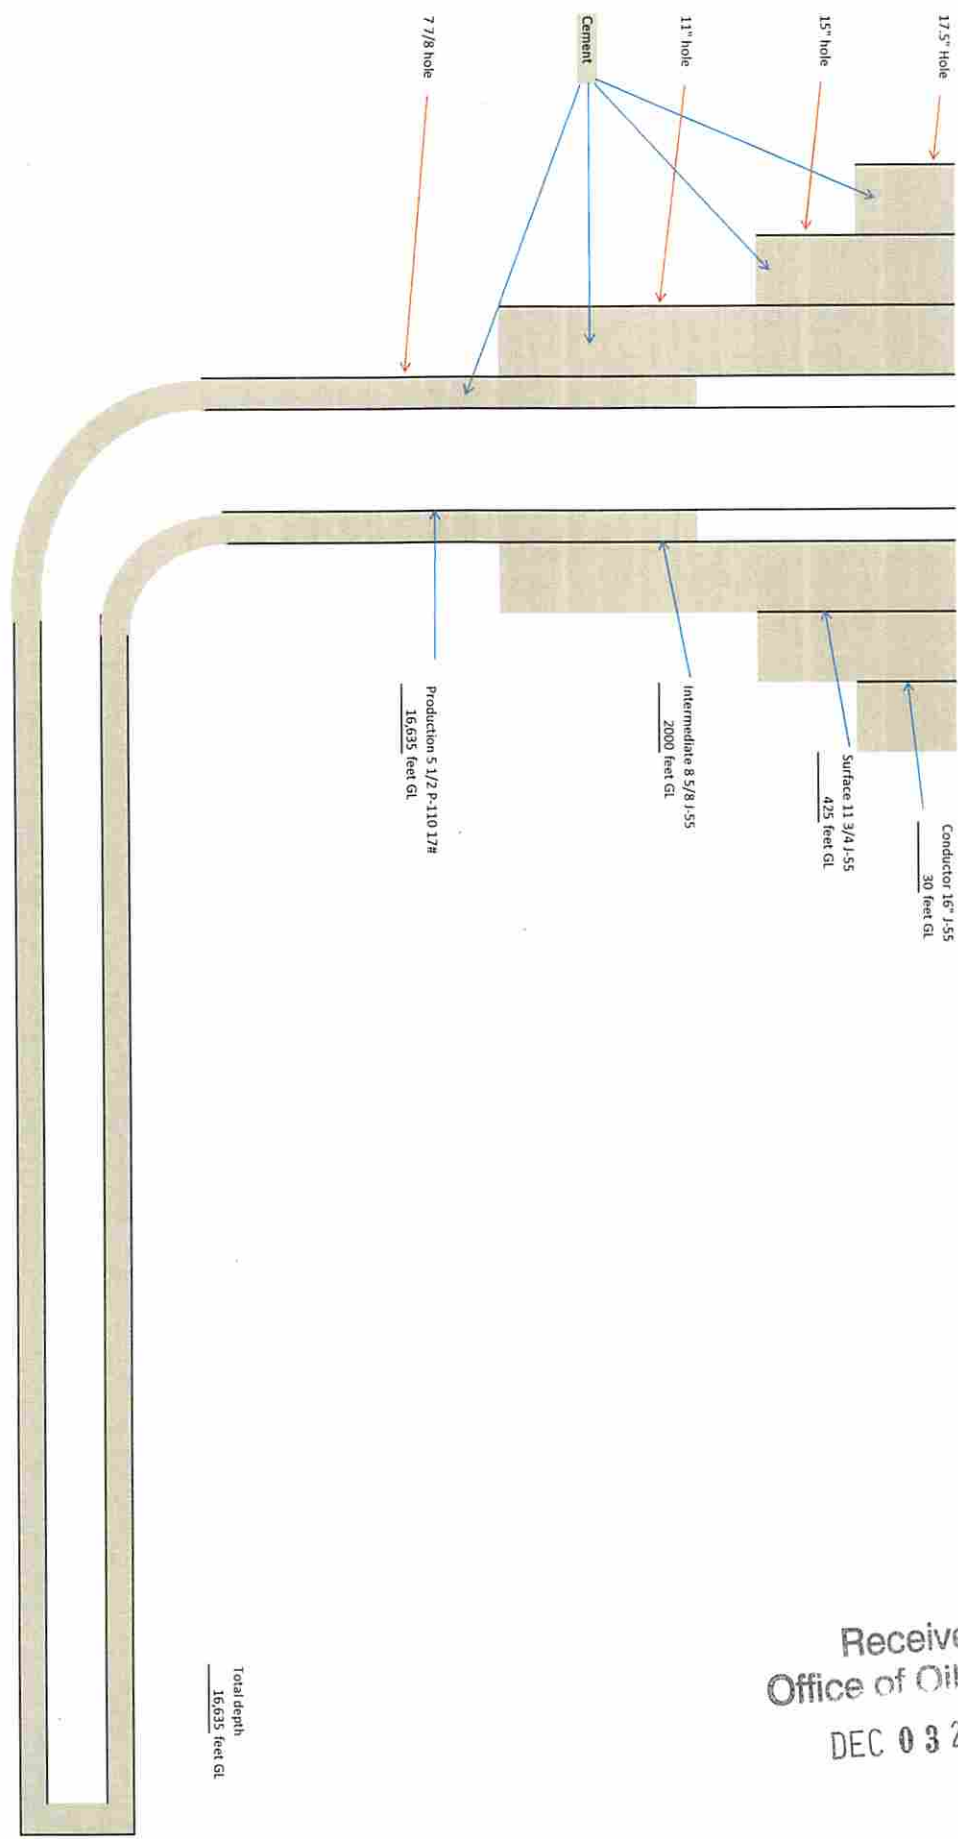 17.5" Hole
15" hole
11" hole
Cement
7 7/8 hole
Conductor 16" J-55
30 feet GL
Surface 11 3/4 J-55
425 feet GL
Intermediate 8 5/8 J-55
2000 feet GL
Production 5 1/2 P-110 17#
16,635 feet GL
Total depth
16,635 feet GL
Receive
Office of Oil
DEC 03 2